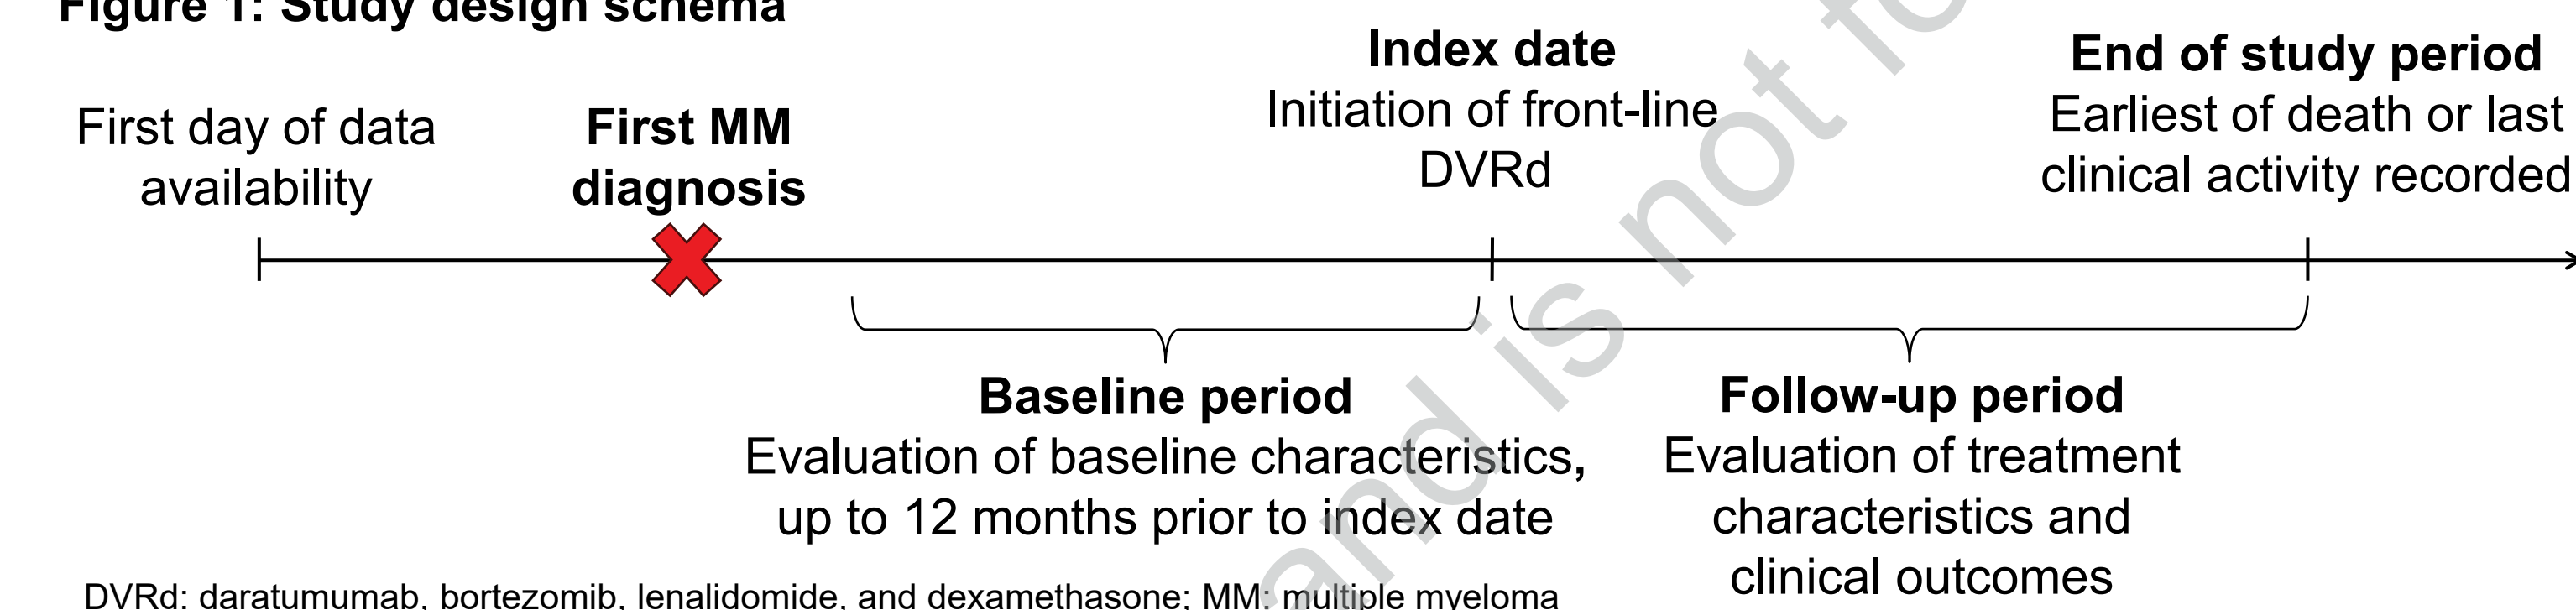 Figure 1: Study design schema
First day of data
availability
First MM
diagnosis
Index date
Initiation of front-line
DVRd
End of study period
Earliest of death or last
clinical activity recorded
Baseline period
Evaluation of baseline characteristics,
up to 12 months prior to index date
Follow-up period
Evaluation of treatment
characteristics and
clinical outcomes
DVRd: daratumumab, bortezomib, lenalidomide, and dexamethasone; MM: multiple myeloma
and is not